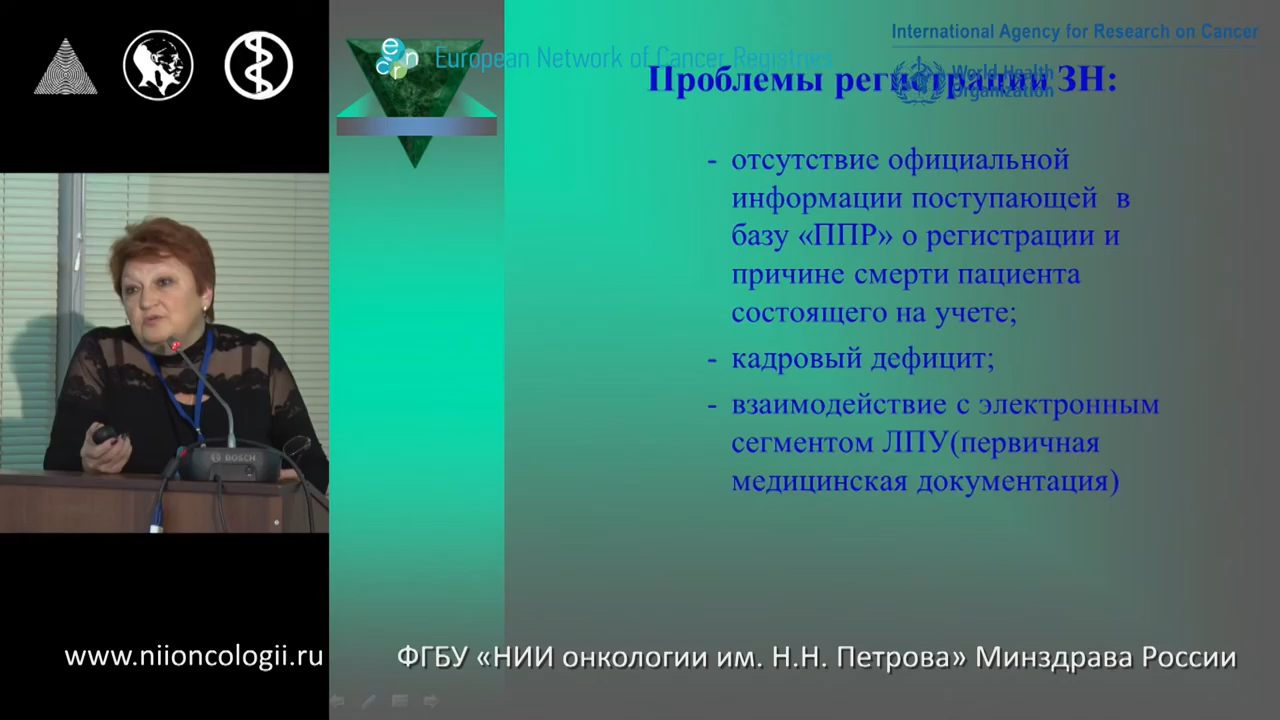 International Agency for Research on Cancer
European Network of Cancer Registries
World Health
Organization
Проблемы регистрации ЗН:
- отсутствие официальной
информации поступающей в
базу «ППР» о регистрации и
причине смерти пациента
состоящего на учете;
- кадровый дефицит;
- взаимодействие с электронным
сегментом ЛПУ(первичная
медицинская документация)
encr
BOSCH
www.niioncologii.ru
ФГБУ «НИИ онкологии им. Н.Н. Петрова» Минздрава России